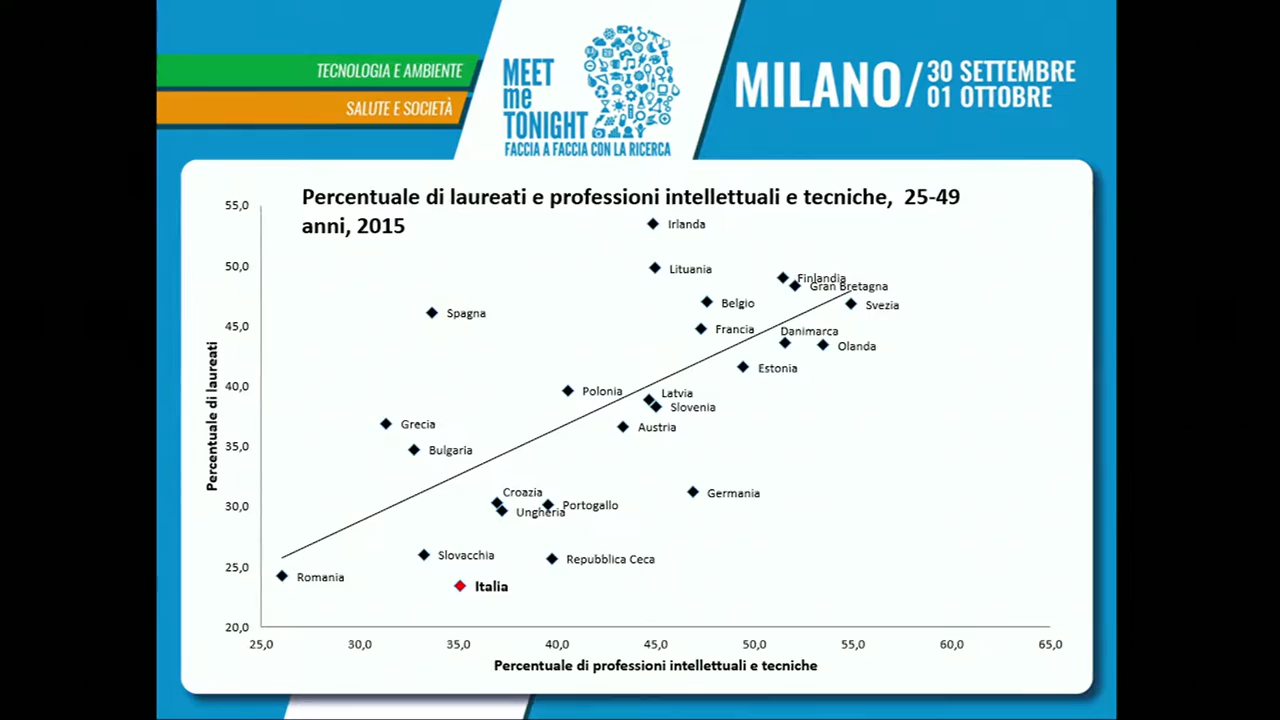 TECNOLOGIA E AMBIENTE
SALUTE E SOCIETÀ
MEET
me
TONIGHT
FACCIA A FACCIA CON LA RICERCA
MILANO/
30 SETTEMBRE
01 OTTOBRE
Percentuale di laureati e professioni intellettuali e tecniche, 25-49
anni, 2015
Percentuale di laureati
55,0
50,0
45,0
40,0
35,0
30,0
25,0
20,0
Irlanda
Lituania
Finlandia
Gran Bretagna
Belgio
Svezia
Spagna
Francia
Danimarca
Olanda
Estonia
Polonia
Latvia
Slovenia
Grecia
Austria
Bulgaria
Croazia
Germania
Portogallo
Ungheria
Slovacchia
Repubblica Ceca
Romania
Italia
25,0 30,0 35,0 40,0 45,0 50,0 55,0 60,0 65,0
Percentuale di professioni intellettuali e tecniche